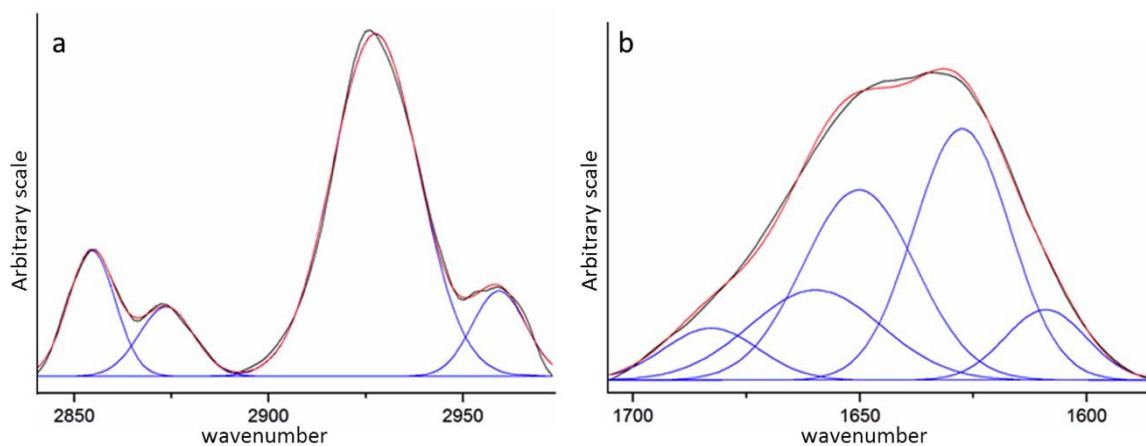 a
Arbitrary scale
2850 2900 2950
wavenumber
b
Arbitrary scale
1700 1650 1600
wavenumber